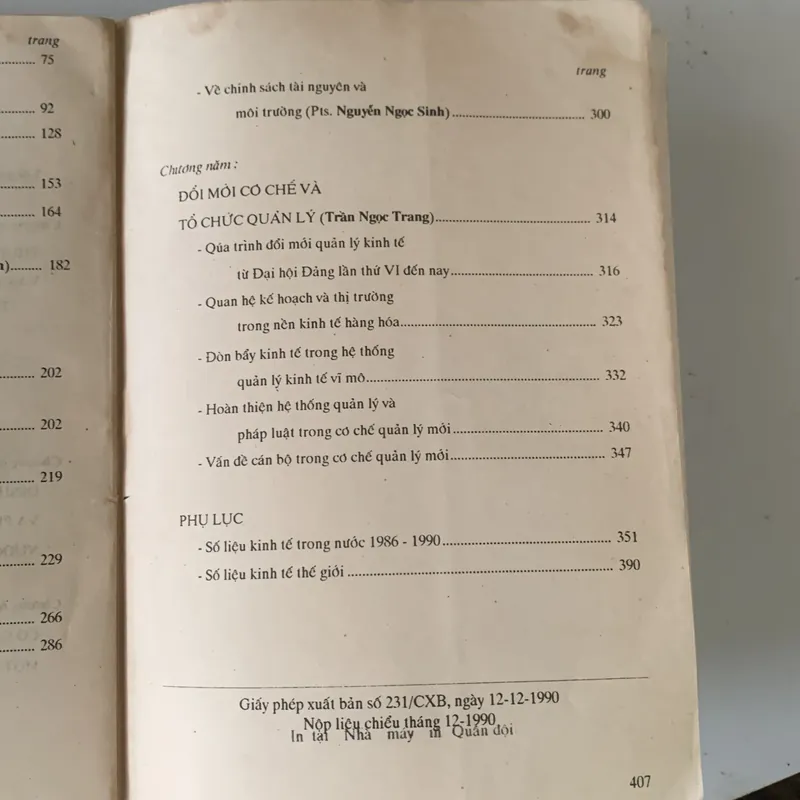 trang
75
92
128
153
164
182
202
202
219
229
266
286
trang
- Về chính sách tài nguyên và
môi trường (Pts. Nguyễn Ngọc Sinh)........................ 300
Chương năm :
ĐỔI MỚI CƠ CHẾ VÀ
TỔ CHỨC QUẢN LÝ (Trần Ngọc Trang)........................ 314
- Qúa trình đổi mới quản lý kinh tế
từ Đại hội Đảng lần thứ VI đến nay........................ 316
- Quan hệ kế hoạch và thị trường
trong nền kinh tế hàng hóa........................ 323
- Đòn bẩy kinh tế trong hệ thống
quản lý kinh tế vĩ mô........................ 332
- Hoàn thiện hệ thống quản lý và
pháp luật trong cơ chế quản lý mới........................ 340
- Vấn đề cán bộ trong cơ chế quản lý mới........................ 347
PHỤ LỤC
- Số liệu kinh tế trong nước 1986 - 1990........................ 351
- Số liệu kinh tế thế giới........................ 390
Giấy phép xuất bản số 231/CXB, ngày 12-12-1990
Nộp liệu chiểu tháng 12-1990
In tại Nhà máy in Quân đội
407